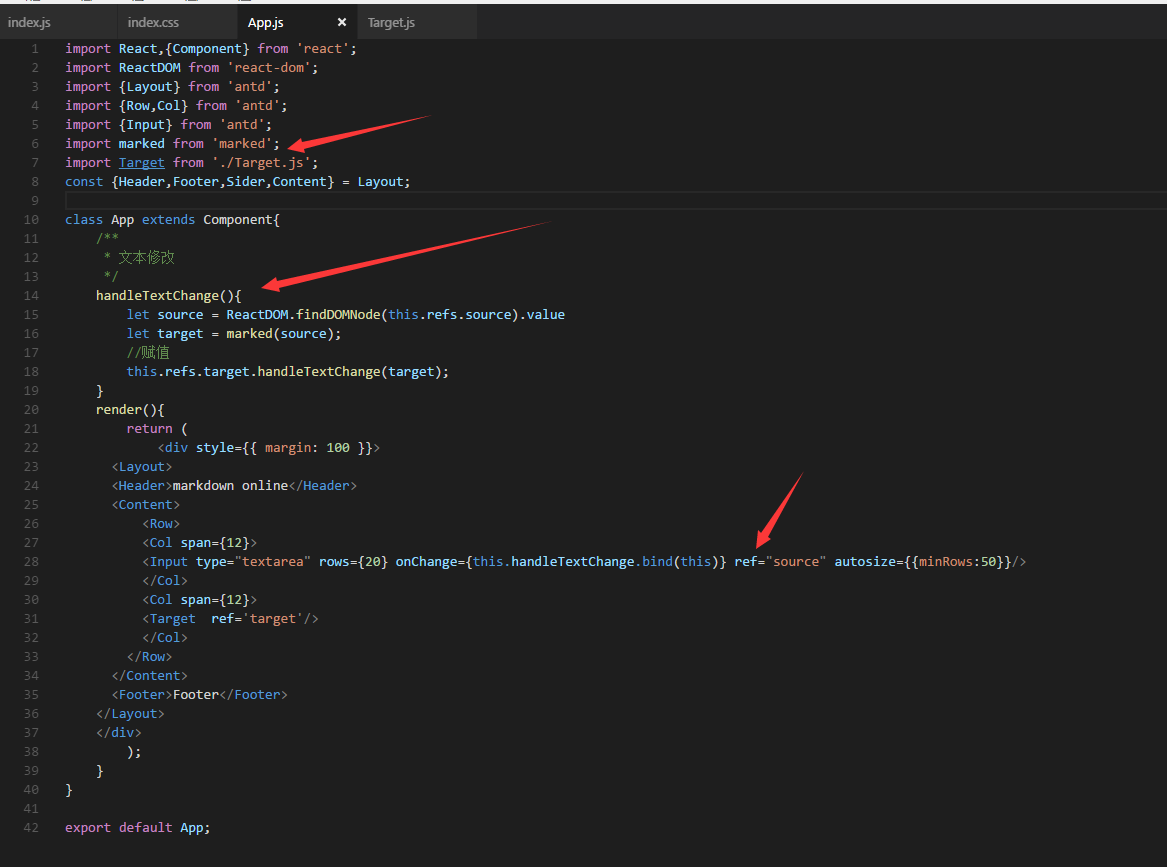 index.js index.css App.js × Target.js
1 import React,{Component} from 'react';
2 import ReactDOM from 'react-dom';
3 import {Layout} from 'antd';
4 import {Row,Col} from 'antd';
5 import {Input} from 'antd';
6 import marked from 'marked';
7 import Target from './Target.js';
8 const {Header,Footer,Sider,Content} = Layout;
9
10 class App extends Component{
11     /**
12      * 文本修改
13      */
14     handleTextChange(){
15         let source = ReactDOM.findDOMNode(this.refs.source).value
16         let target = marked(source);
17         //赋值
18         this.refs.target.handleTextChange(target);
19     }
20     render(){
21         return (
22             <div style={{ margin: 100 }}>
23       <Layout>
24       <Header>markdown online</Header>
25       <Content>
26           <Row>
27           <Col span={12}>
28           <Input type="textarea" rows={20} onChange={this.handleTextChange.bind(this)} ref="source" autosize={{minRows:50}}/>
29           </Col>
30           <Col span={12}>
31           <Target  ref='target'/>
32           </Col>
33         </Row>
34       </Content>
35       <Footer>Footer</Footer>
36     </Layout>
37     </div>
38         );
39     }
40 }
41
42 export default App;